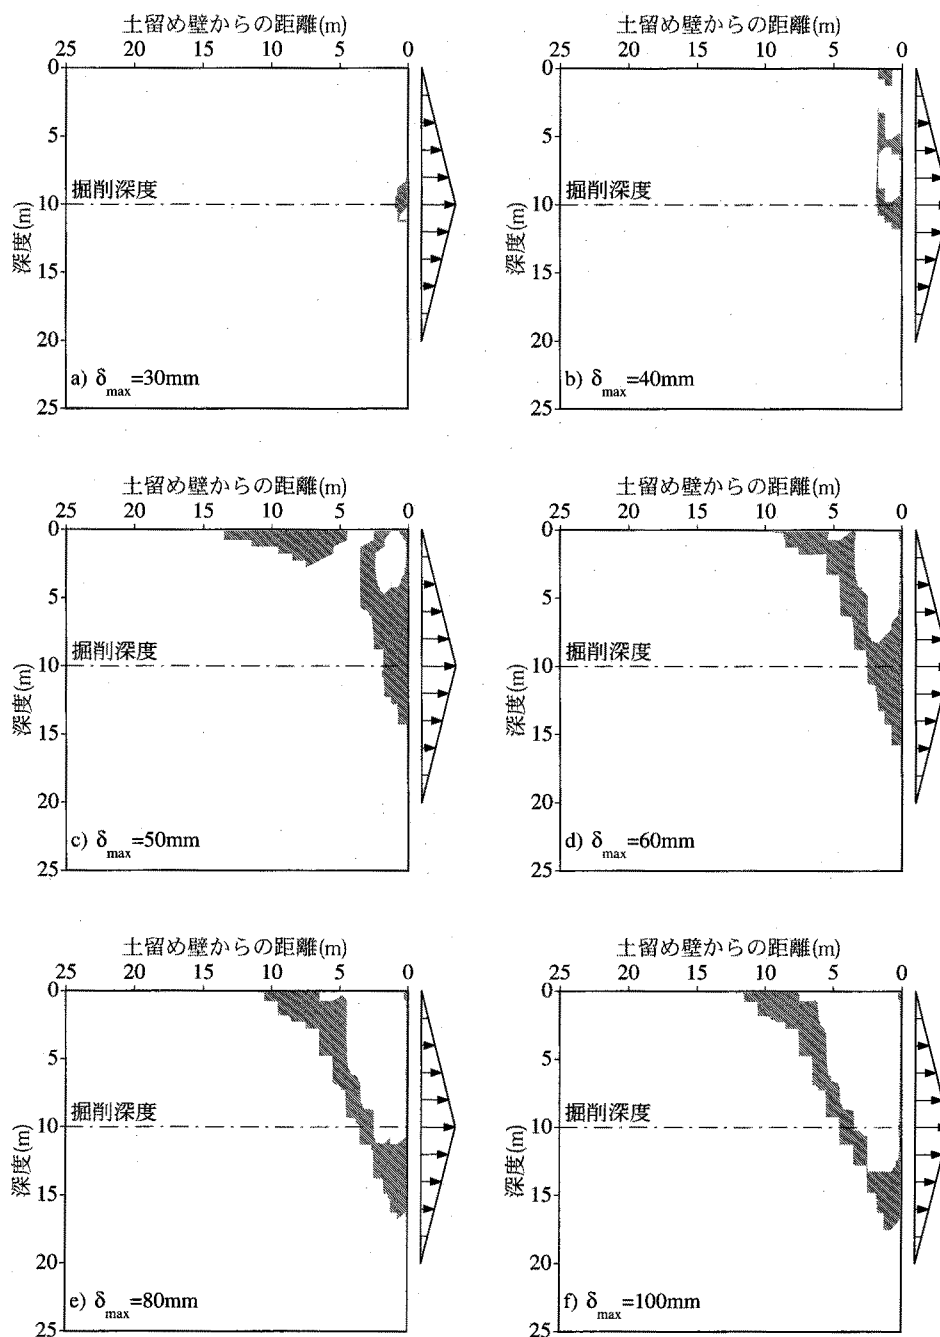 土留め壁からの距離(m)
25 20 15 10 5 0
0
5
掘削深度
10
15
20
25
深度(m)
a) δmax=30mm
土留め壁からの距離(m)
25 20 15 10 5 0
0
5
掘削深度
10
15
20
25
深度(m)
b) δmax=40mm
土留め壁からの距離(m)
25 20 15 10 5 0
0
5
掘削深度
10
15
20
25
深度(m)
c) δmax=50mm
土留め壁からの距離(m)
25 20 15 10 5 0
0
5
掘削深度
10
15
20
25
深度(m)
d) δmax=60mm
土留め壁からの距離(m)
25 20 15 10 5 0
0
5
掘削深度
10
15
20
25
深度(m)
e) δmax=80mm
土留め壁からの距離(m)
25 20 15 10 5 0
0
5
掘削深度
10
15
20
25
深度(m)
f) δmax=100mm